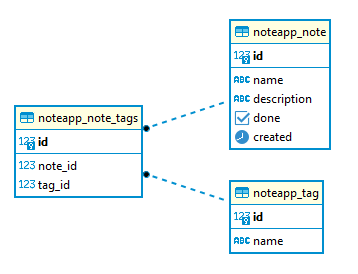 noteapp_note
123 id
ABC name
ABC description
done
created
noteapp_note_tags
123 id
123 note_id
123 tag_id
noteapp_tag
123 id
ABC name